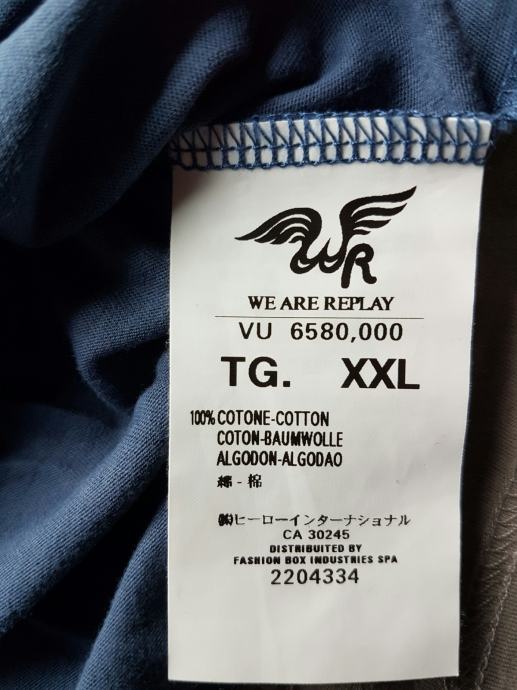 WR
WE ARE REPLAY
VU 6580,000
TG. XXL
100% COTONE-COTTON
COTON-BAUMWOLLE
ALGODON-ALGODAO
綿 - 棉
㈱ヒーローインターナショナル
CA 30245
DISTRIBUITED BY
FASHION BOX INDUSTRIES SPA
2204334